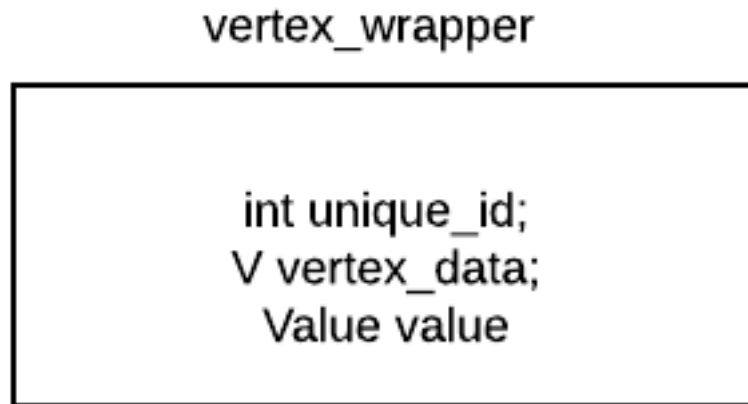 vertex_wrapper
int unique_id;
V vertex_data;
Value value